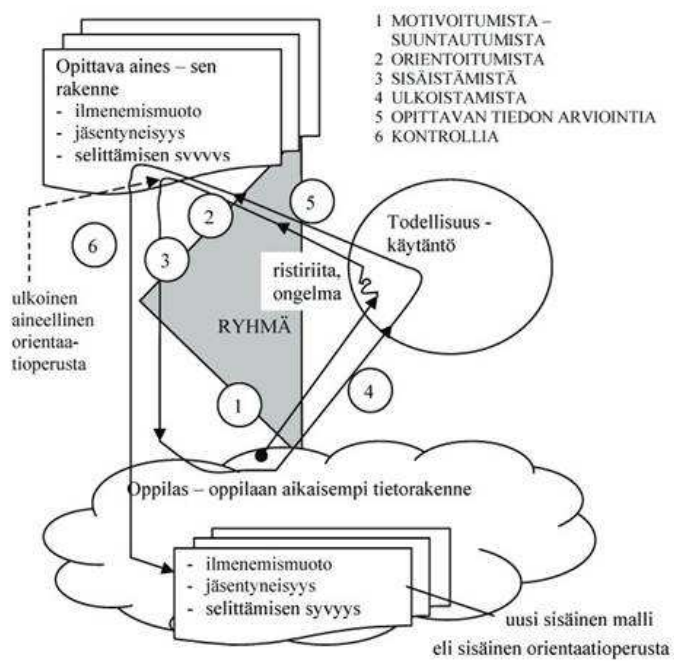 1 MOTIVOITUMISTA –
SUUNTAUTUMISTA
2 ORIENTOITUMISTA
3 SISÄISTÄMISTÄ
4 ULKOISTAMISTA
5 OPITTAVAN TIEDON ARVIOINTIA
6 KONTROLLIA
Opittava aines – sen
rakenne
- ilmenemismuoto
- jäsentyneisyys
- selittämisen syvyys
2
5
6
3
Todellisuus -
käytäntö
ristiriita,
ongelma
ulkoinen
aineellinen
orientaa-
tioperusta
RYHMÄ
1
4
Oppilas – oppilaan aikaisempi tietorakenne
- ilmenemismuoto
- jäsentyneisyys
- selittämisen syvyys
uusi sisäinen malli
eli sisäinen orientaatioperusta